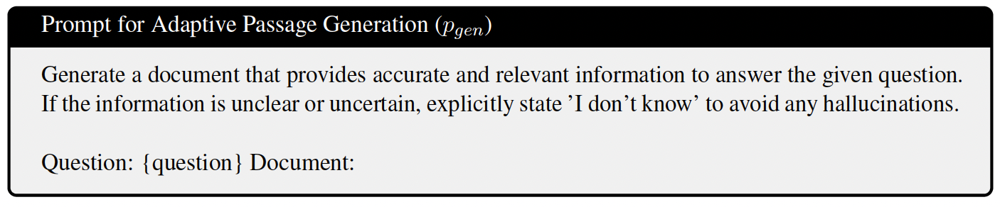 Prompt for Adaptive Passage Generation (p_gen)
Generate a document that provides accurate and relevant information to answer the given question.
If the information is unclear or uncertain, explicitly state ’I don’t know’ to avoid any hallucinations.
Question: {question} Document: